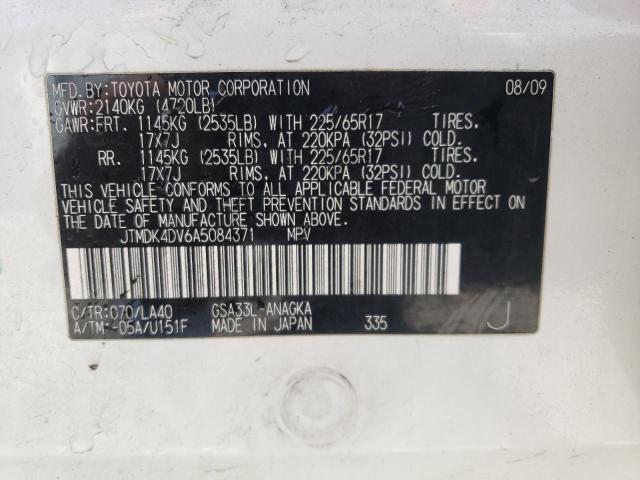 MFD.BY:TOYOTA MOTOR CORPORATION 08/09
GVWR:2140KG (4720LB)
GAWR:FRT. 1145KG (2535LB) WITH 225/65R17 TIRES,
17X7J RIMS, AT 220KPA (32PSI) COLD.
RR. 1145KG (2535LB) WITH 225/65R17 TIRES,
17X7J RIMS, AT 220KPA (32PSI) COLD.
THIS VEHICLE CONFORMS TO ALL APPLICABLE FEDERAL MOTOR
VEHICLE SAFETY AND THEFT PREVENTION STANDARDS IN EFFECT ON
THE DATE OF MANUFACTURE SHOWN ABOVE.
JTMDK4DV6A5084371 MPV
C/TR:070/LA40 GSA33L-ANAGKA
A/TM:-05A/U151F MADE IN JAPAN 335 J